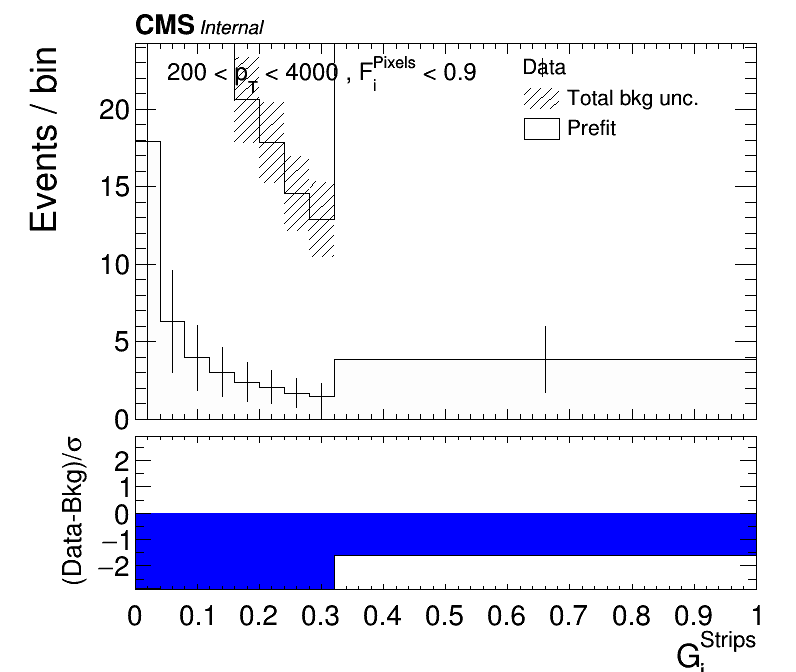 CMS Internal
200 < p_T < 4000 , F_i^Pixels < 0.9
Data
Total bkg unc.
Prefit
Events / bin
20
15
10
5
0
(Data-Bkg)/σ
2
1
0
−1
−2
0 0.1 0.2 0.3 0.4 0.5 0.6 0.7 0.8 0.9 1
G_i^Strips